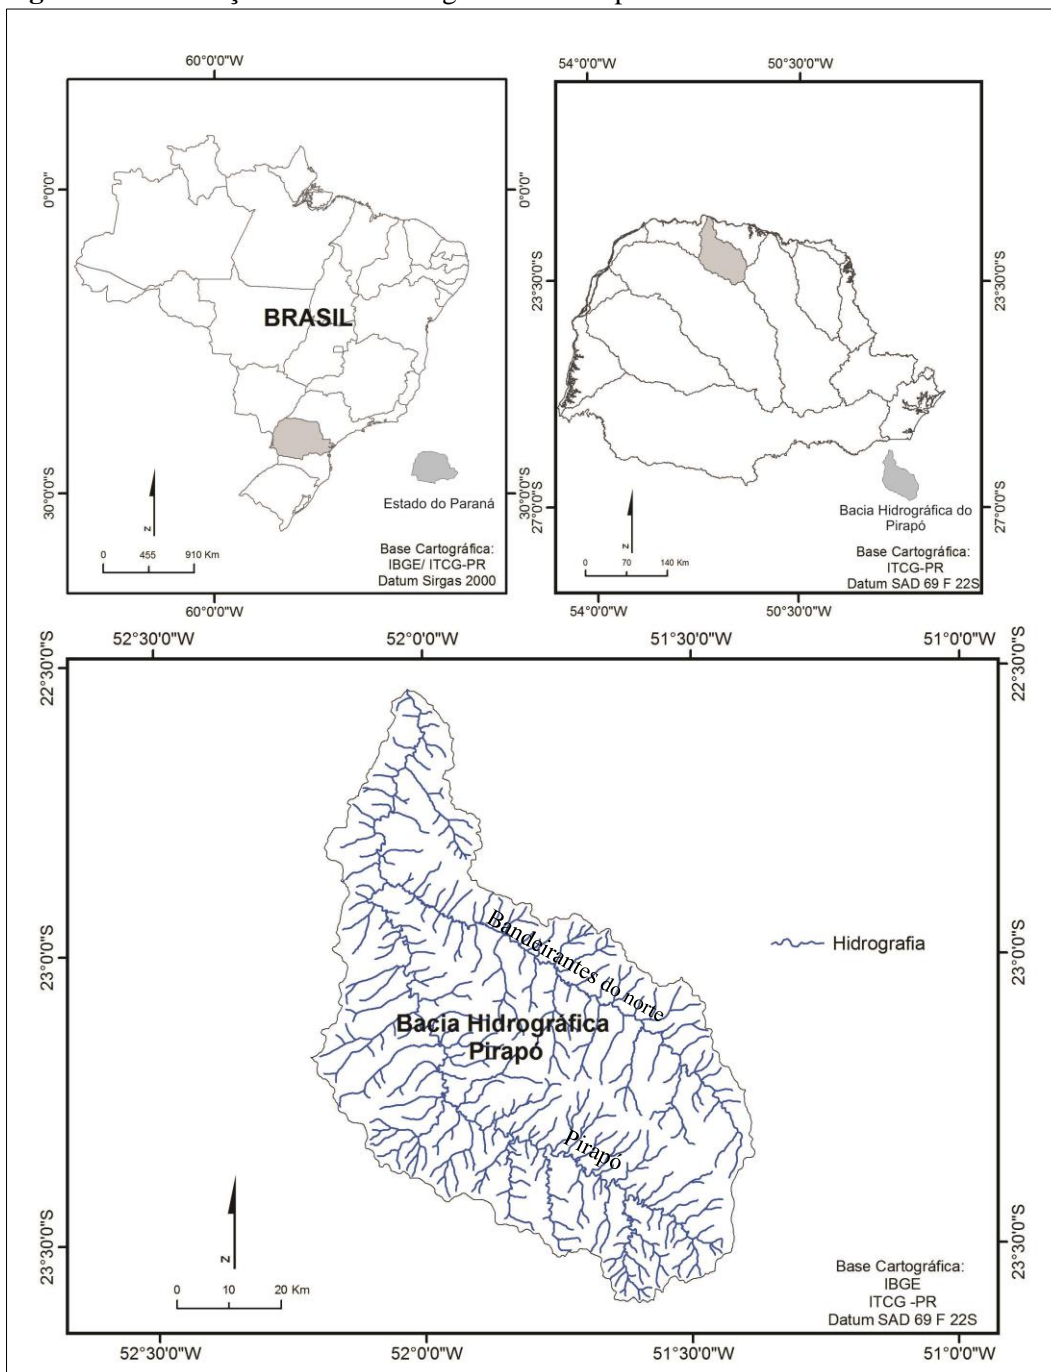 60°0'0"W
0°0'0"
0°0'0"
BRASIL
30°0'0"S
30°0'0"S
Estado do Paraná
N
0 455 910 Km
Base Cartográfica:
IBGE/ ITCG-PR
Datum Sirgas 2000
60°0'0"W
54°0'0"W 50°30'0"W
23°30'0"S
23°30'0"S
27°0'0"S
27°0'0"S
Bacia Hidrográfica do
Pirapó
N
0 70 140 Km
Base Cartográfica:
ITCG-PR
Datum SAD 69 F 22S
54°0'0"W 50°30'0"W
52°30'0"W 52°0'0"W 51°30'0"W 51°0'0"W
22°30'0"S
22°30'0"S
Bandeirantes do norte
Hidrografia
23°0'0"S
23°0'0"S
Bacia Hidrográfica
Pirapó
Pirapó
23°30'0"S
23°30'0"S
N
0 10 20 Km
Base Cartográfica:
IBGE
ITCG -PR
Datum SAD 69 F 22S
52°30'0"W 52°0'0"W 51°30'0"W 51°0'0"W